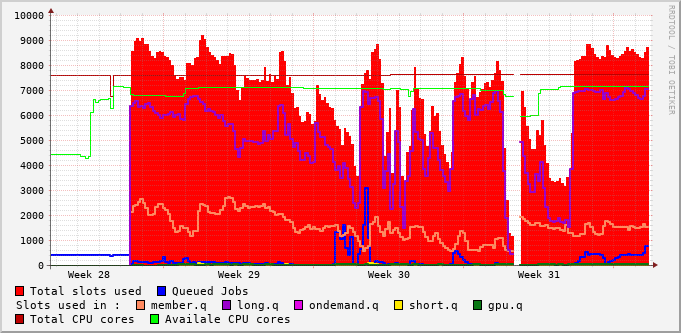 10000
9000
8000
7000
6000
5000
4000
3000
2000
1000
0
Week 28 Week 29 Week 30 Week 31
Total slots used Queued Jobs
Slots used in : member.q long.q ondemand.q short.q gpu.q
Total CPU cores Availale CPU cores
RRDTOOL / TOBI OETIKER